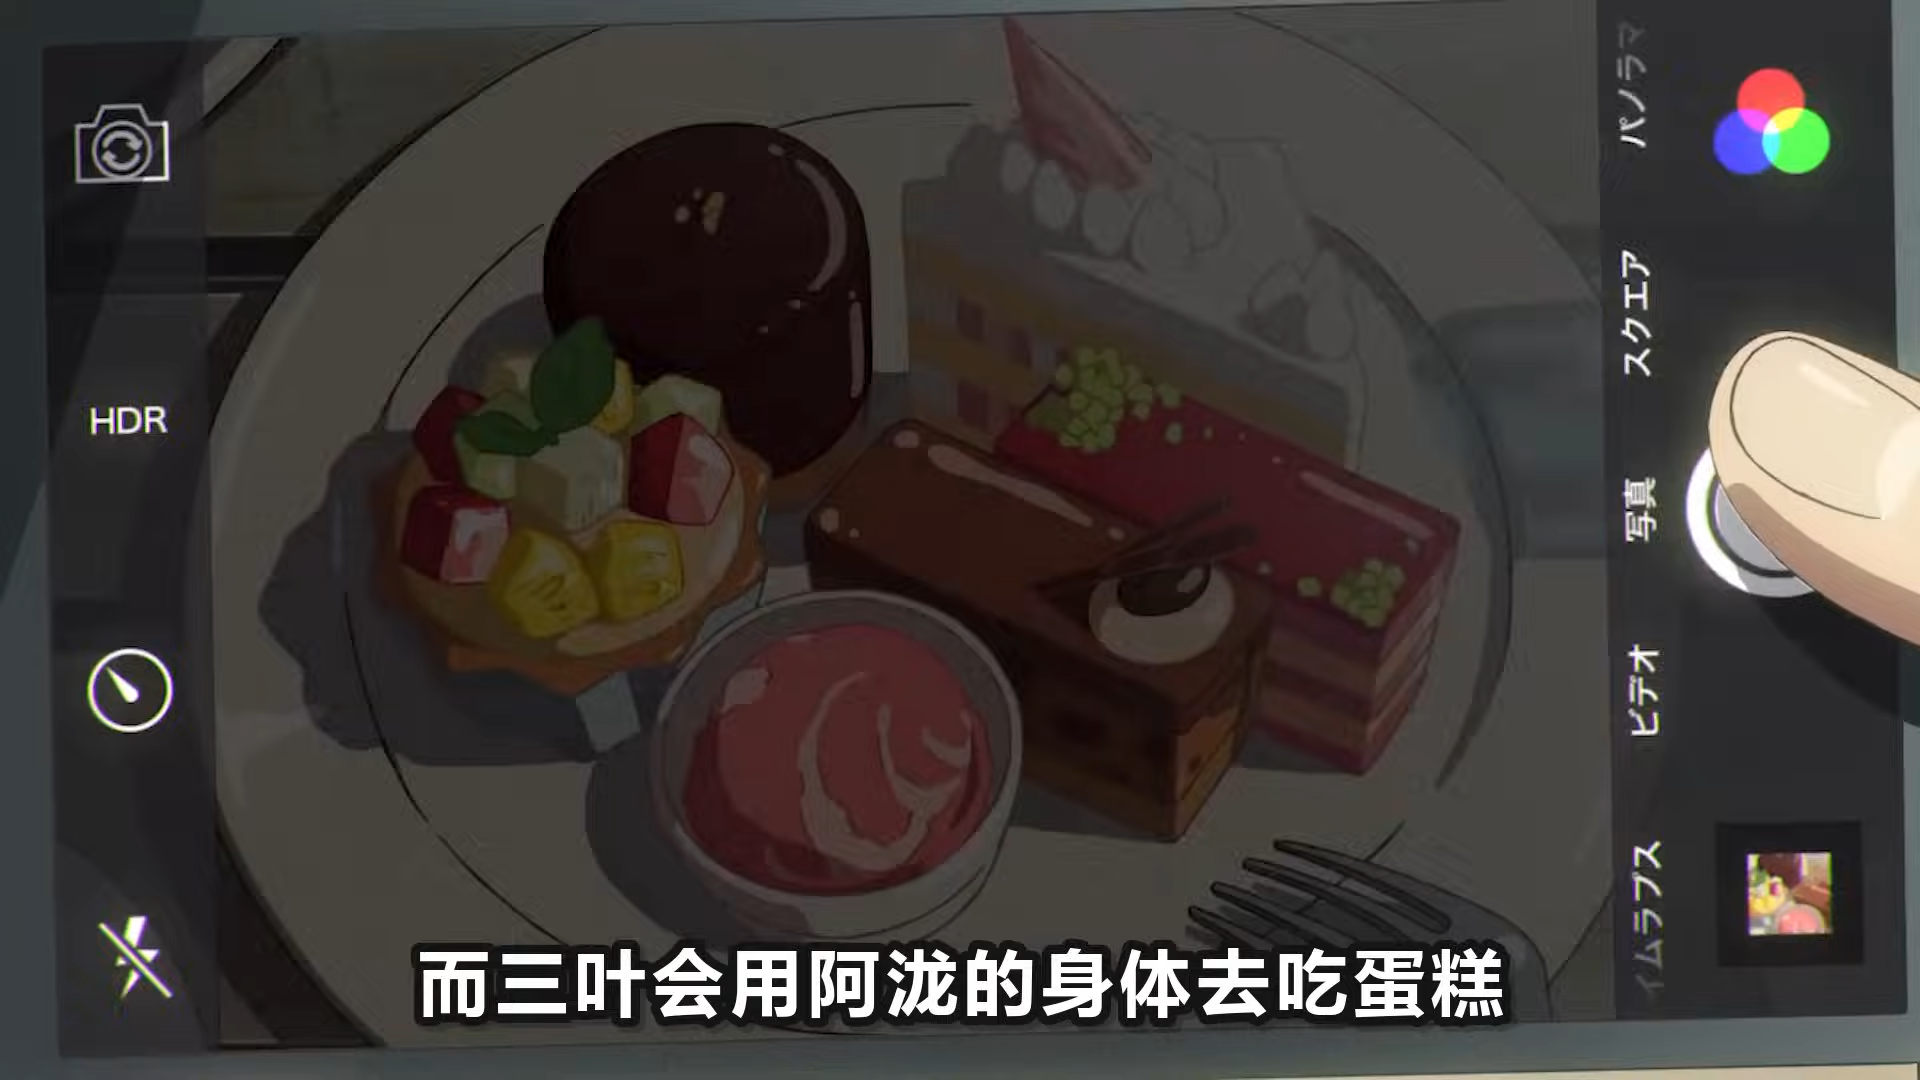 HDR
パノラマ
スクエア
写真
ビデオ
イムラプス
而三叶会用阿泷的身体去吃蛋糕